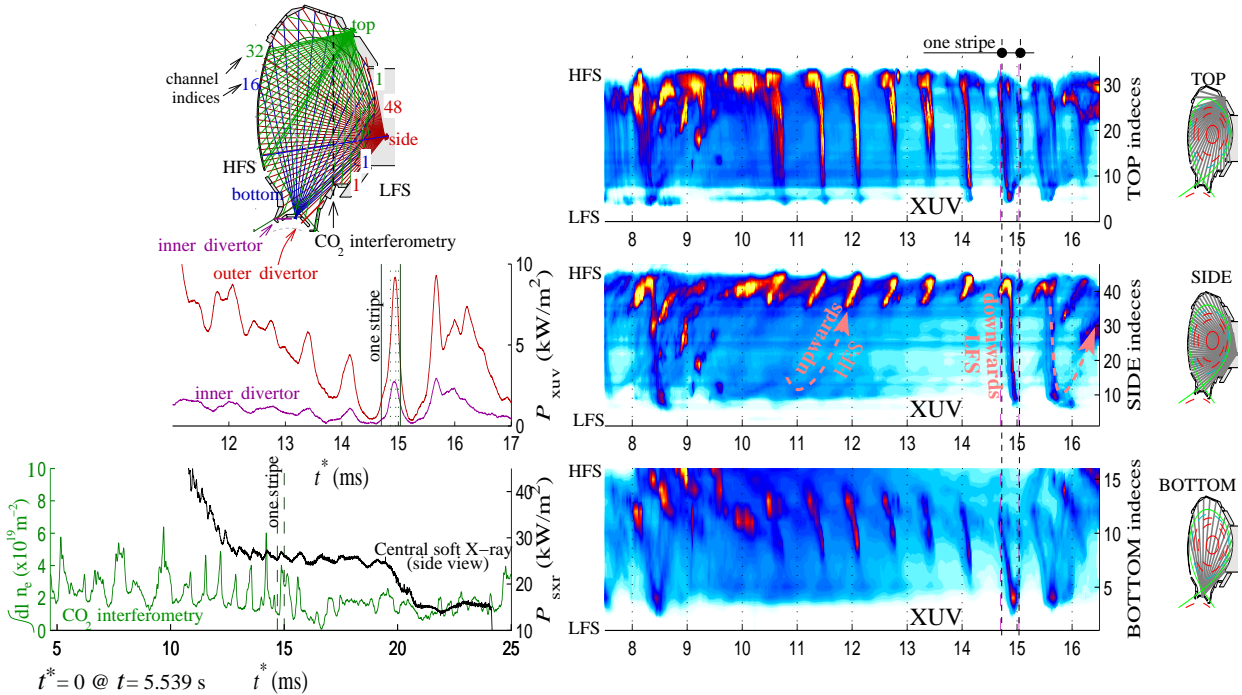 top
32
channel
indices
16
1
48
side
HFS
1
bottom
1
LFS
inner divertor
CO2 interferometry
outer divertor
10
5
0
P xuv (kW/m2)
one stripe
inner divertor
12 13 14 15 16 17
t* (ms)
10
8
6
4
2
0
∫dl ne (x10^19 m-2)
one stripe
40
30
20
10
P sxr (kW/m2)
Central soft X-ray
(side view)
CO2 interferometry
5 10 15 20 25
t* = 0 @ t = 5.539 s
t* (ms)
one stripe
HFS
LFS
XUV
30
20
10
0
TOP indeces
8 9 10 11 12 13 14 15 16
TOP
HFS
LFS
upwards
HFS
downwards
LFS
XUV
40
30
20
10
SIDE indeces
8 9 10 11 12 13 14 15 16
SIDE
HFS
LFS
XUV
15
10
5
BOTTOM indeces
8 9 10 11 12 13 14 15 16
BOTTOM